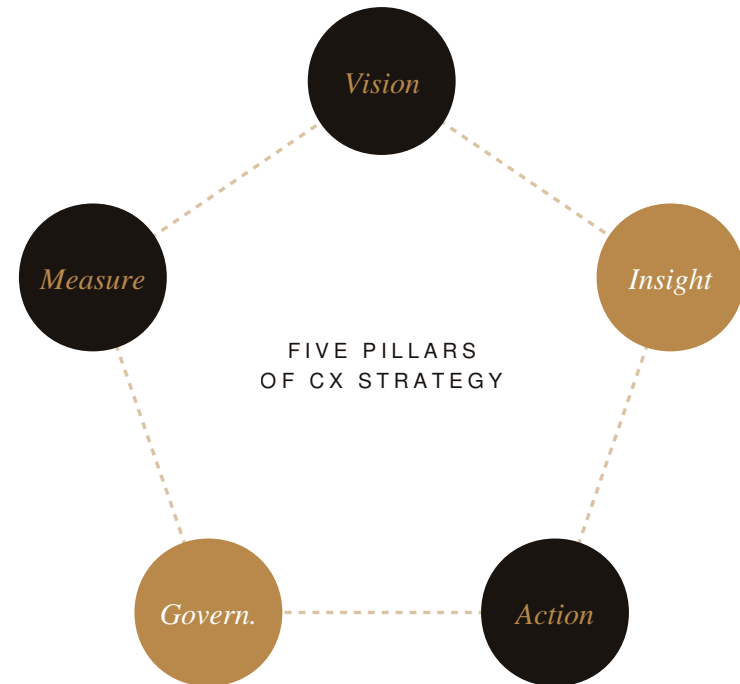 Vision
Measure
Insight
FIVE PILLARS
OF CX STRATEGY
Govern.
Action